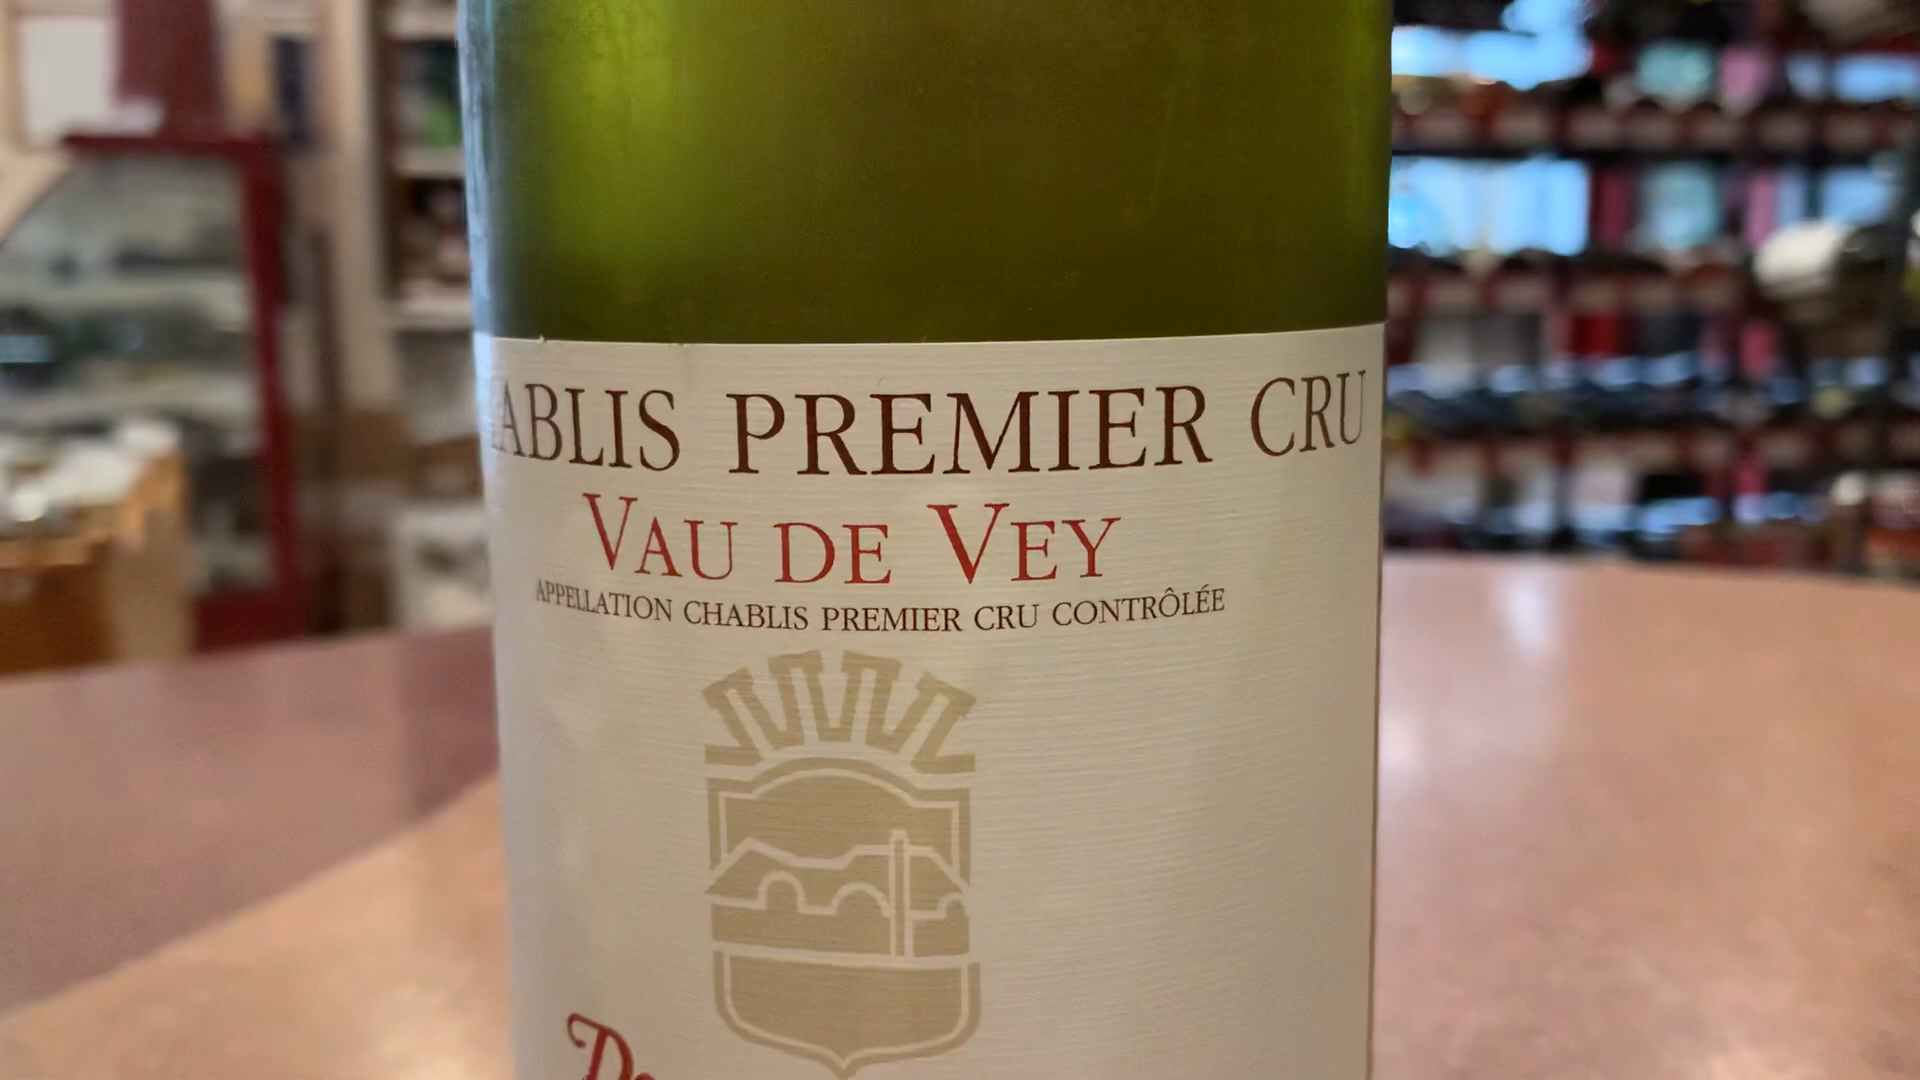 ABLIS PREMIER CRU
VAU DE VEY
APPELLATION CHABLIS PREMIER CRU CONTRÔLÉE